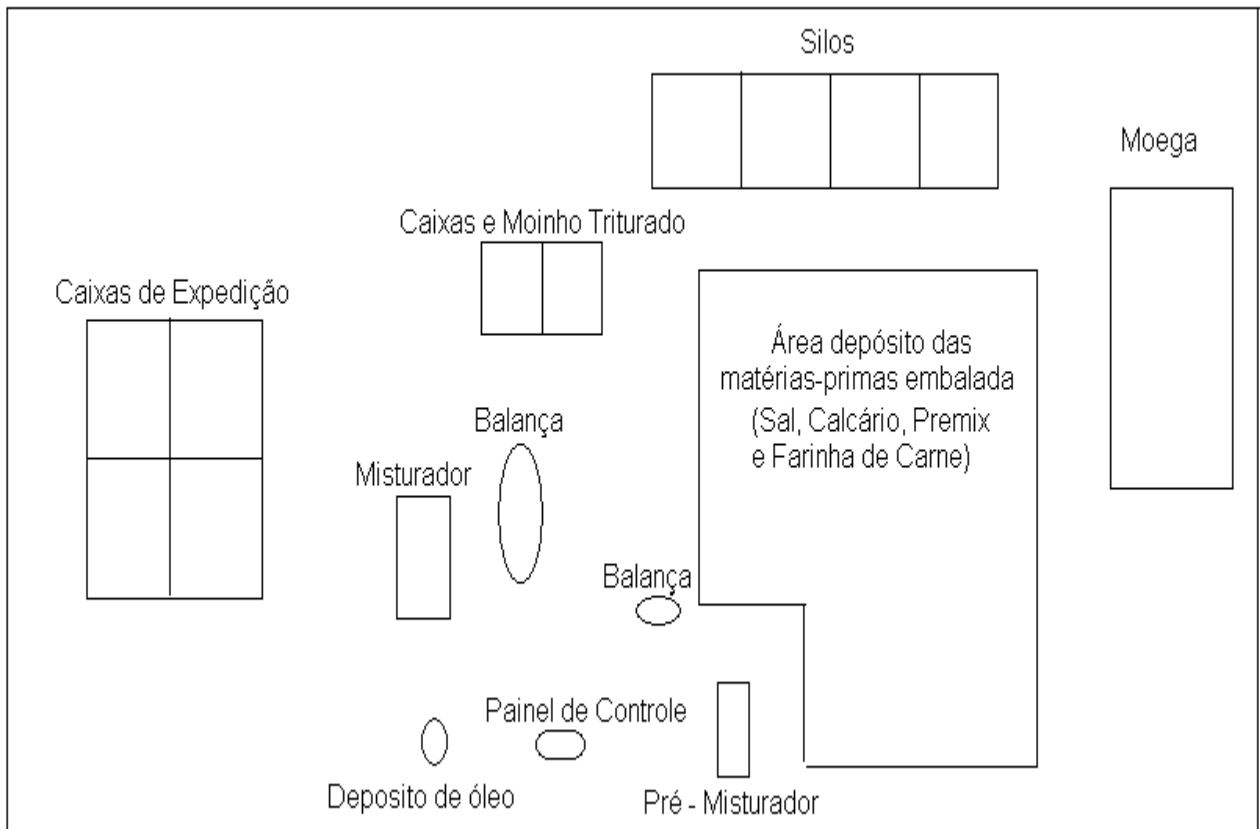 Silos
Moega
Caixas e Moinho Triturado
Caixas de Expedição
Área depósito das
matérias-primas embalada
(Sal, Calcário, Premix
e Farinha de Carne)
Balança
Misturador
Balança
Painel de Controle
Deposito de óleo
Pré - Misturador